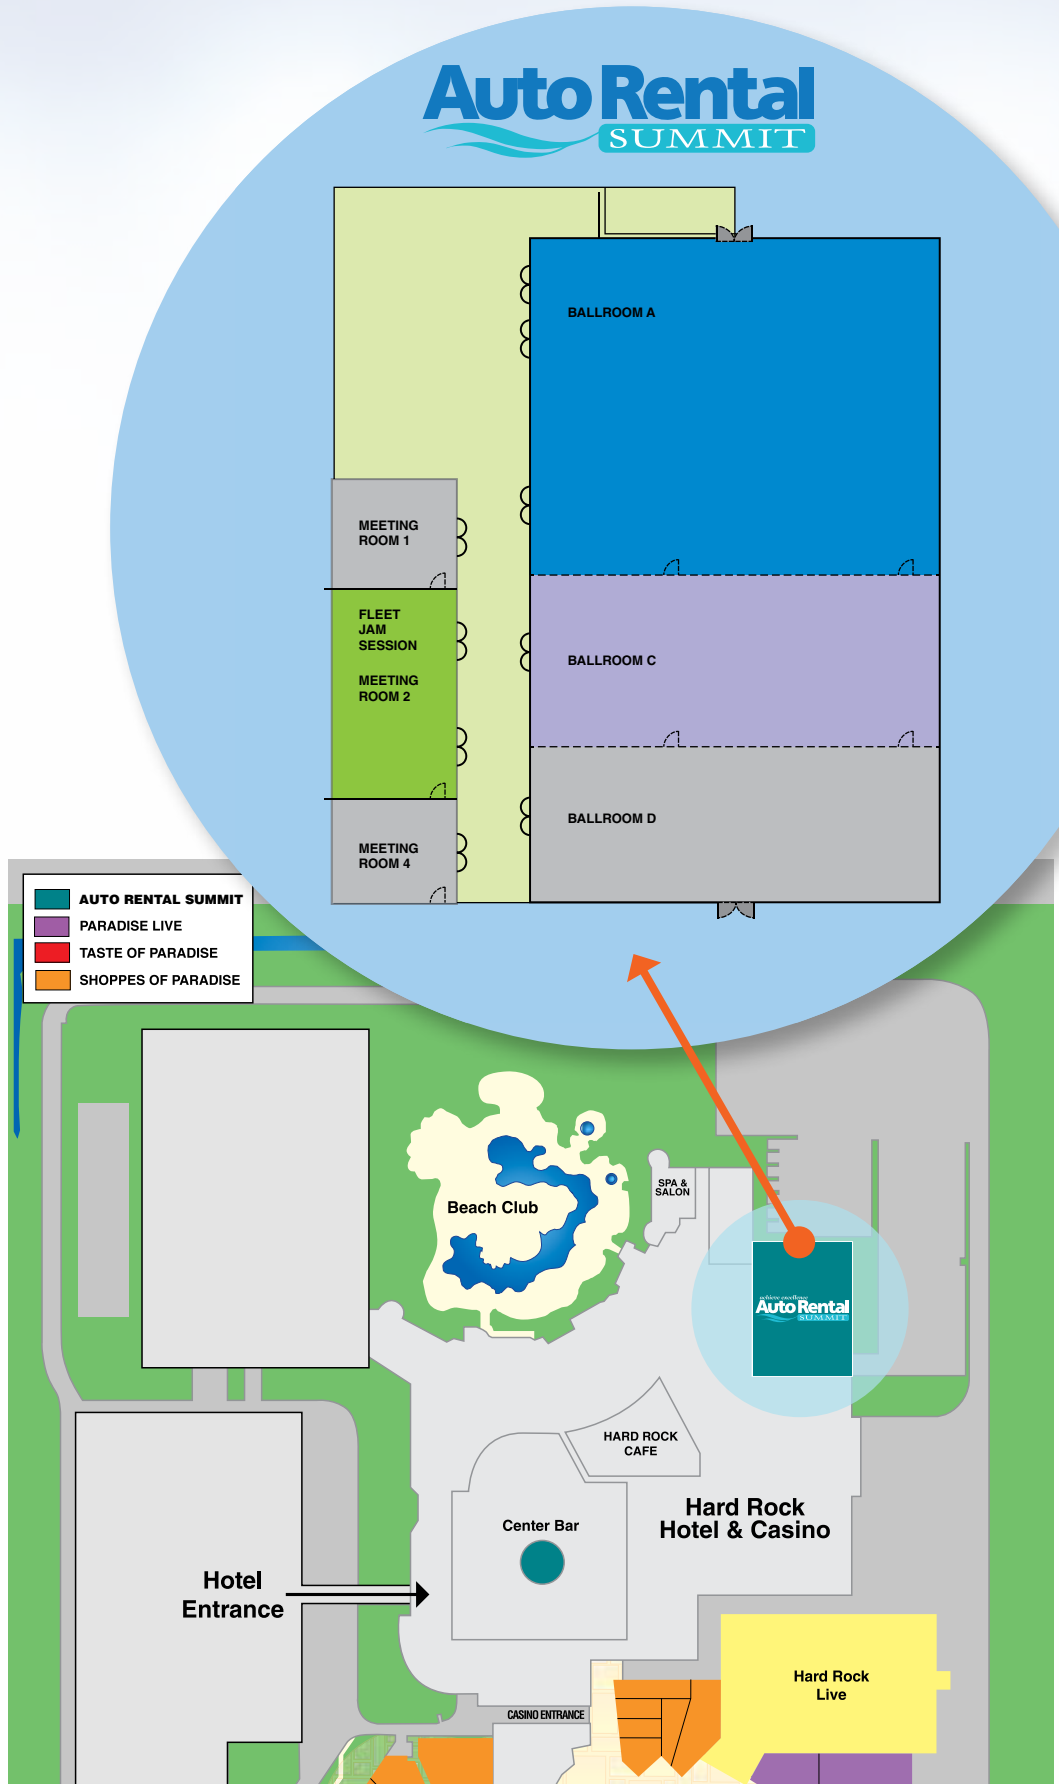 Auto Rental
SUMMIT
BALLROOM A
MEETING
ROOM 1
FLEET
JAM
SESSION
MEETING
ROOM 2
BALLROOM C
MEETING
ROOM 4
BALLROOM D
AUTO RENTAL SUMMIT
PARADISE LIVE
TASTE OF PARADISE
SHOPPES OF PARADISE
SPA &
SALON
Beach Club
achieve excellence
Auto Rental
SUMMIT
HARD ROCK
CAFE
Center Bar
Hard Rock
Hotel & Casino
Hotel
Entrance
Hard Rock
Live
CASINO ENTRANCE